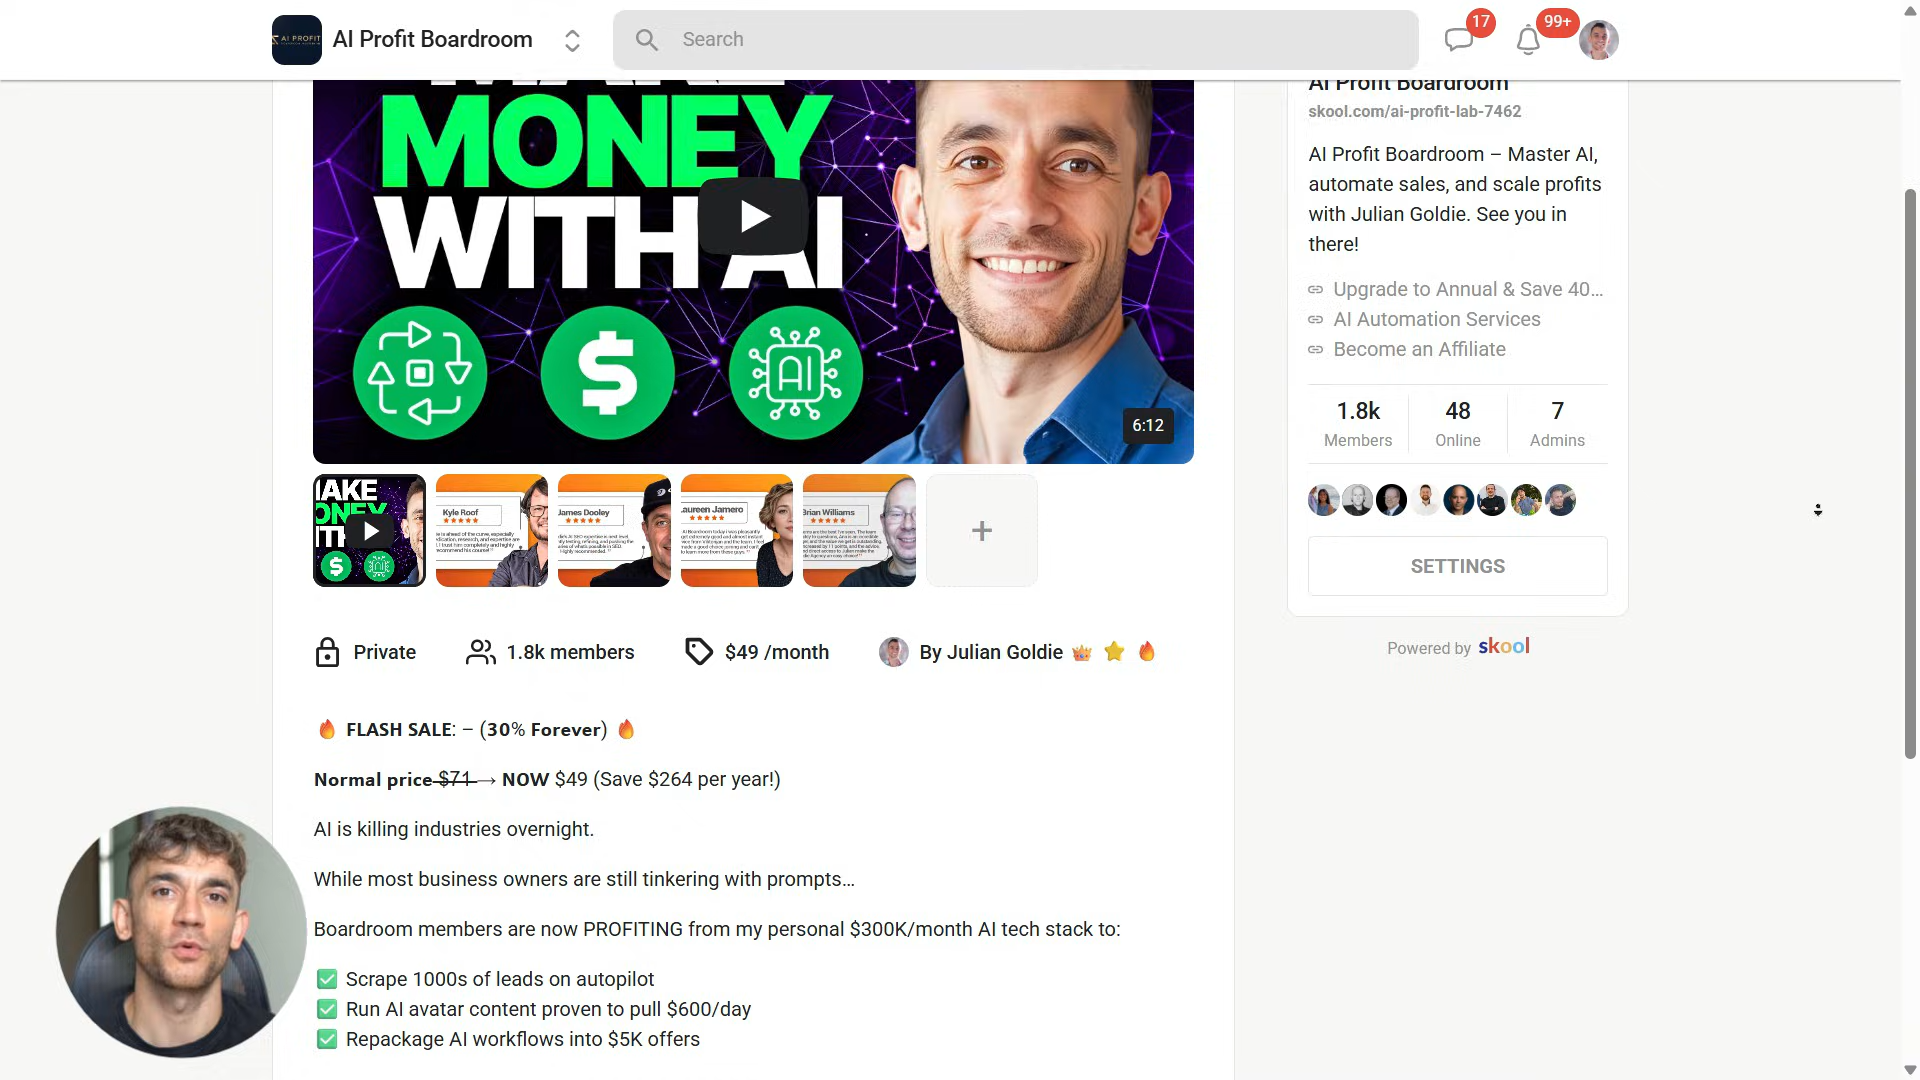 AI PROFIT
AI Profit Boardroom
Search
17
99+
MONEY
WITH AI
$
AI
6:12
MAKE
MONEY
WITH
$
Kyle Roof
James Dooley
Laureen Jamero
Brian Williams
+
Private
1.8k members
$49 /month
By Julian Goldie
🔥 FLASH SALE: – (30% Forever) 🔥
Normal price $71 → NOW $49 (Save $264 per year!)
AI is killing industries overnight.
While most business owners are still tinkering with prompts…
Boardroom members are now PROFITING from my personal $300K/month AI tech stack to:
✅ Scrape 1000s of leads on autopilot
✅ Run AI avatar content proven to pull $600/day
✅ Repackage AI workflows into $5K offers
AI Profit Boardroom
skool.com/ai-profit-lab-7462
AI Profit Boardroom – Master AI,
automate sales, and scale profits
with Julian Goldie. See you in
there!
Upgrade to Annual & Save 40…
AI Automation Services
Become an Affiliate
1.8k
Members
48
Online
7
Admins
SETTINGS
Powered by skool